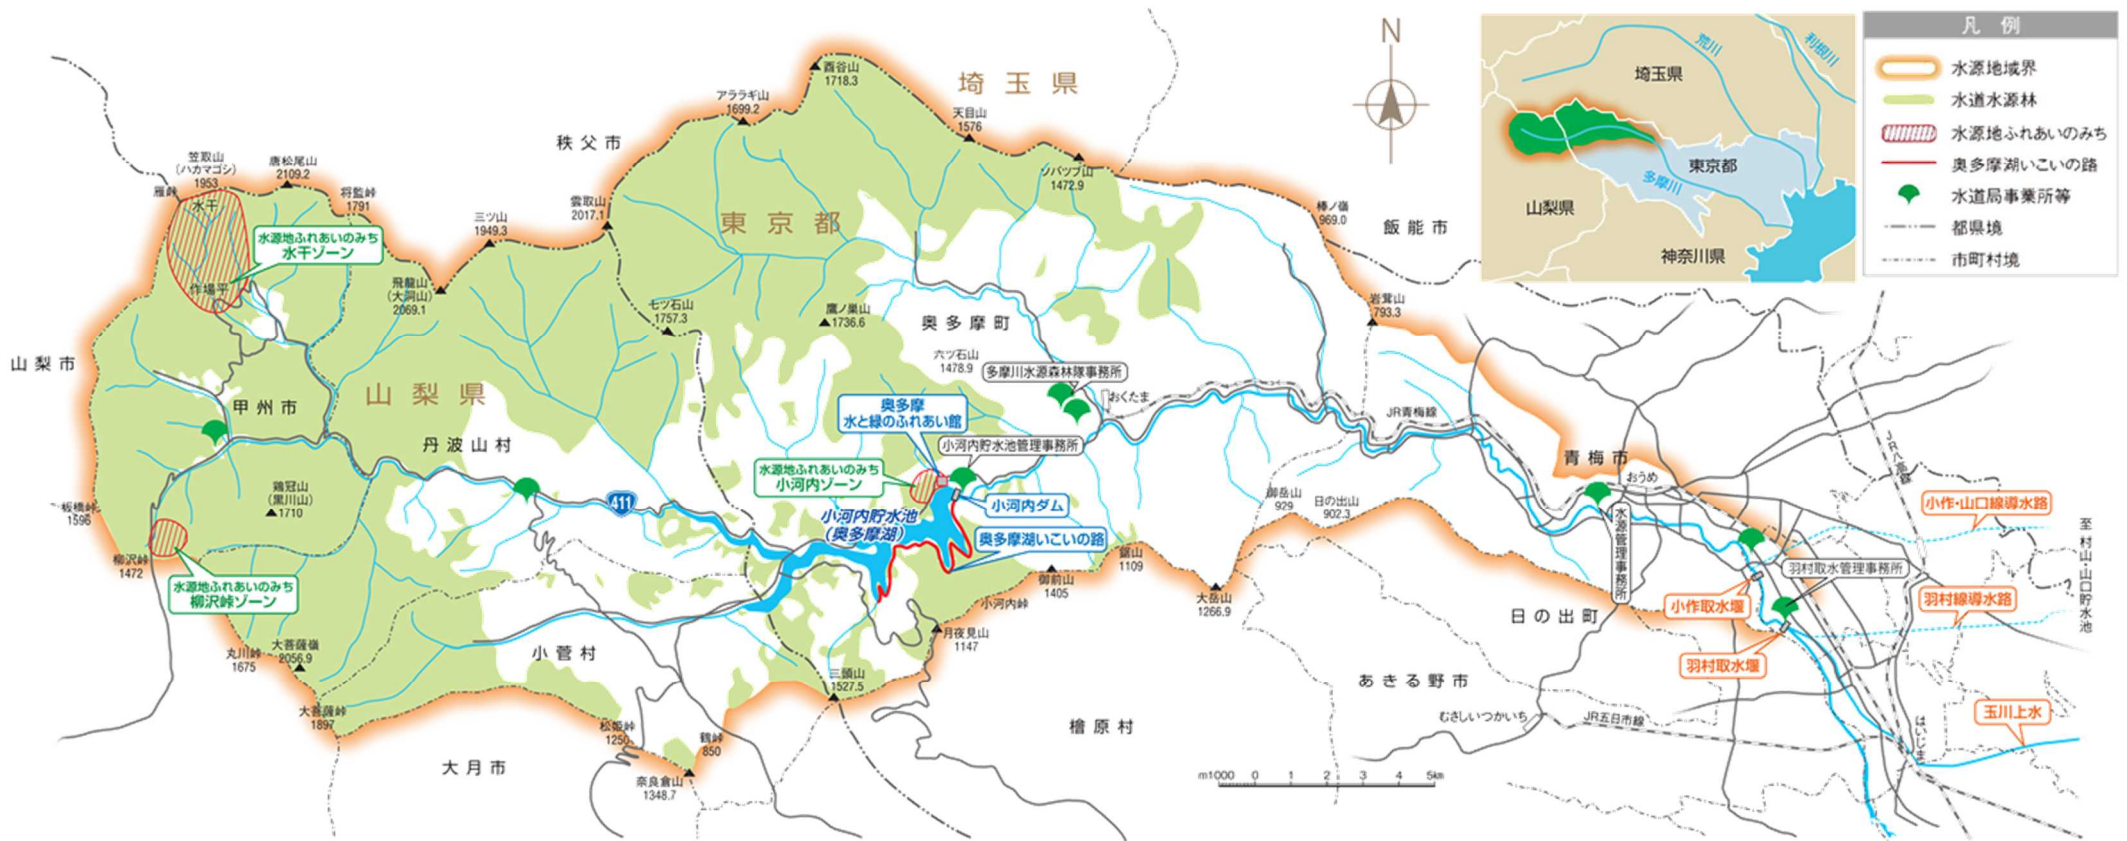 埼玉県
秩父市
東京都
山梨県
飯能市
奥多摩町
山梨市
甲州市
丹波山村
小菅村
大月市
檜原村
あきる野市
日の出町
青梅市
N
酉谷山
1718.3
アララギ山
1699.2
天目山
1576
ソバツブ山
1472.9
棒ノ嶺
969.0
岩茸山
793.3
笠取山
(ハカマゴシ)
1953
雁峠
水干
唐松尾山
2109.2
将監峠
1791
三ツ山
1949.3
雲取山
2017.1
飛龍山
(大洞山)
2069.1
作場平
七ツ石山
1757.3
鷹ノ巣山
1736.6
六ツ石山
1478.9
鶏冠山
(黒川山)
1710
板橋峠
1596
柳沢峠
1472
丸川峠
1675
大菩薩嶺
2056.9
大菩薩峠
1897
松姫峠
1250
鶴峠
850
奈良倉山
1348.7
三頭山
1527.5
月夜見山
1147
小河内峠
御前山
1405
鋸山
1109
大岳山
1266.9
御岳山
929
日の出山
902.3
水源地ふれあいのみち
水干ゾーン
水源地ふれあいのみち
柳沢峠ゾーン
水源地ふれあいのみち
小河内ゾーン
奥多摩
水と緑のふれあい館
多摩川水源森林隊事務所
小河内貯水池管理事務所
小河内ダム
奥多摩湖いこいの路
小河内貯水池
(奥多摩湖)
411
おくたま
JR青梅線
おうめ
JR八高線
水源管理事務所
羽村取水管理事務所
小作取水堰
羽村取水堰
小作・山口線導水路
羽村線導水路
玉川上水
至村山・山口貯水池
むさしいつかいち
JR五日市線
はいじま
m1000 0 1 2 3 4 5km
荒川
利根川
埼玉県
東京都
多摩川
山梨県
神奈川県
凡例
水源地域界
水道水源林
水源地ふれあいのみち
奥多摩湖いこいの路
水道局事業所等
都県境
市町村境